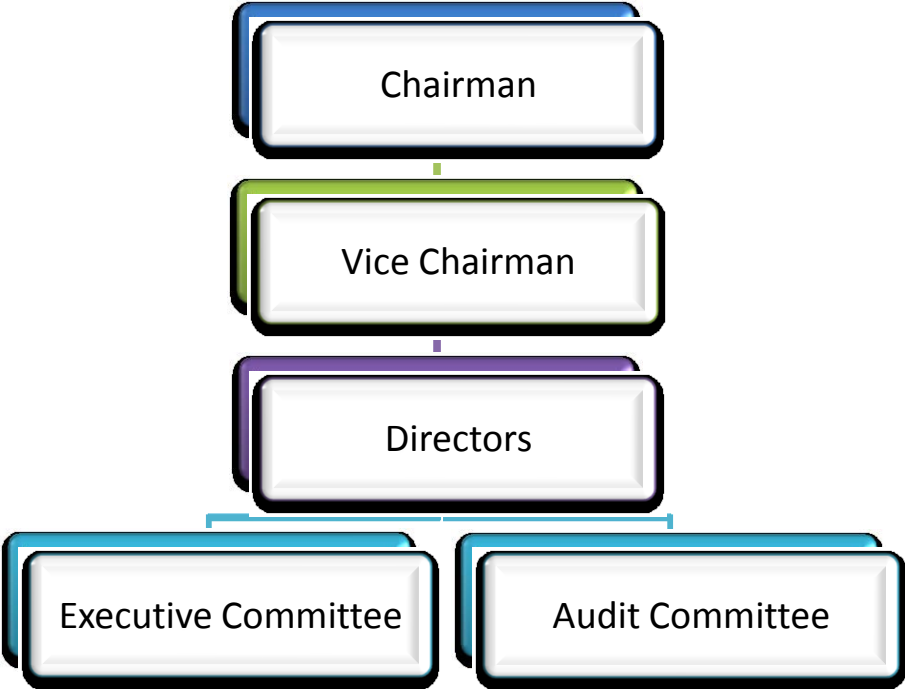 Chairman
Vice Chairman
Directors
Executive Committee
Audit Committee